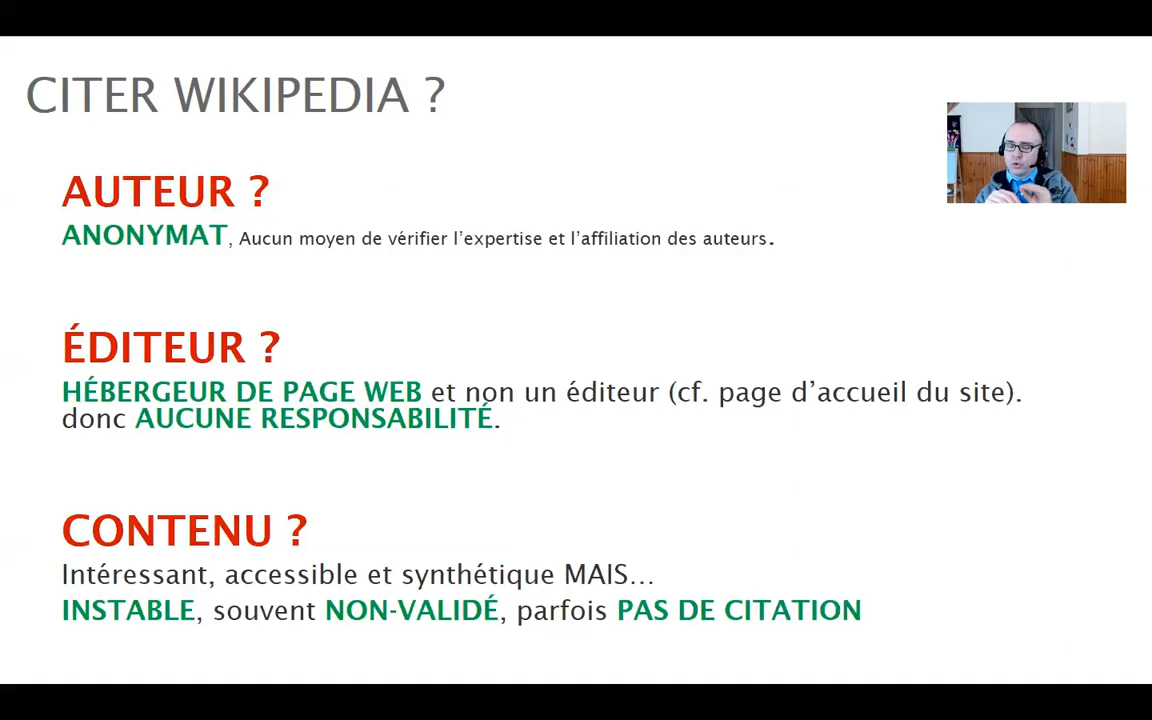 CITER WIKIPEDIA ?
AUTEUR ?
ANONYMAT, Aucun moyen de vérifier l’expertise et l’affiliation des auteurs.
ÉDITEUR ?
HÉBERGEUR DE PAGE WEB et non un éditeur (cf. page d’accueil du site).
donc AUCUNE RESPONSABILITÉ.
CONTENU ?
Intéressant, accessible et synthétique MAIS…
INSTABLE, souvent NON-VALIDÉ, parfois PAS DE CITATION